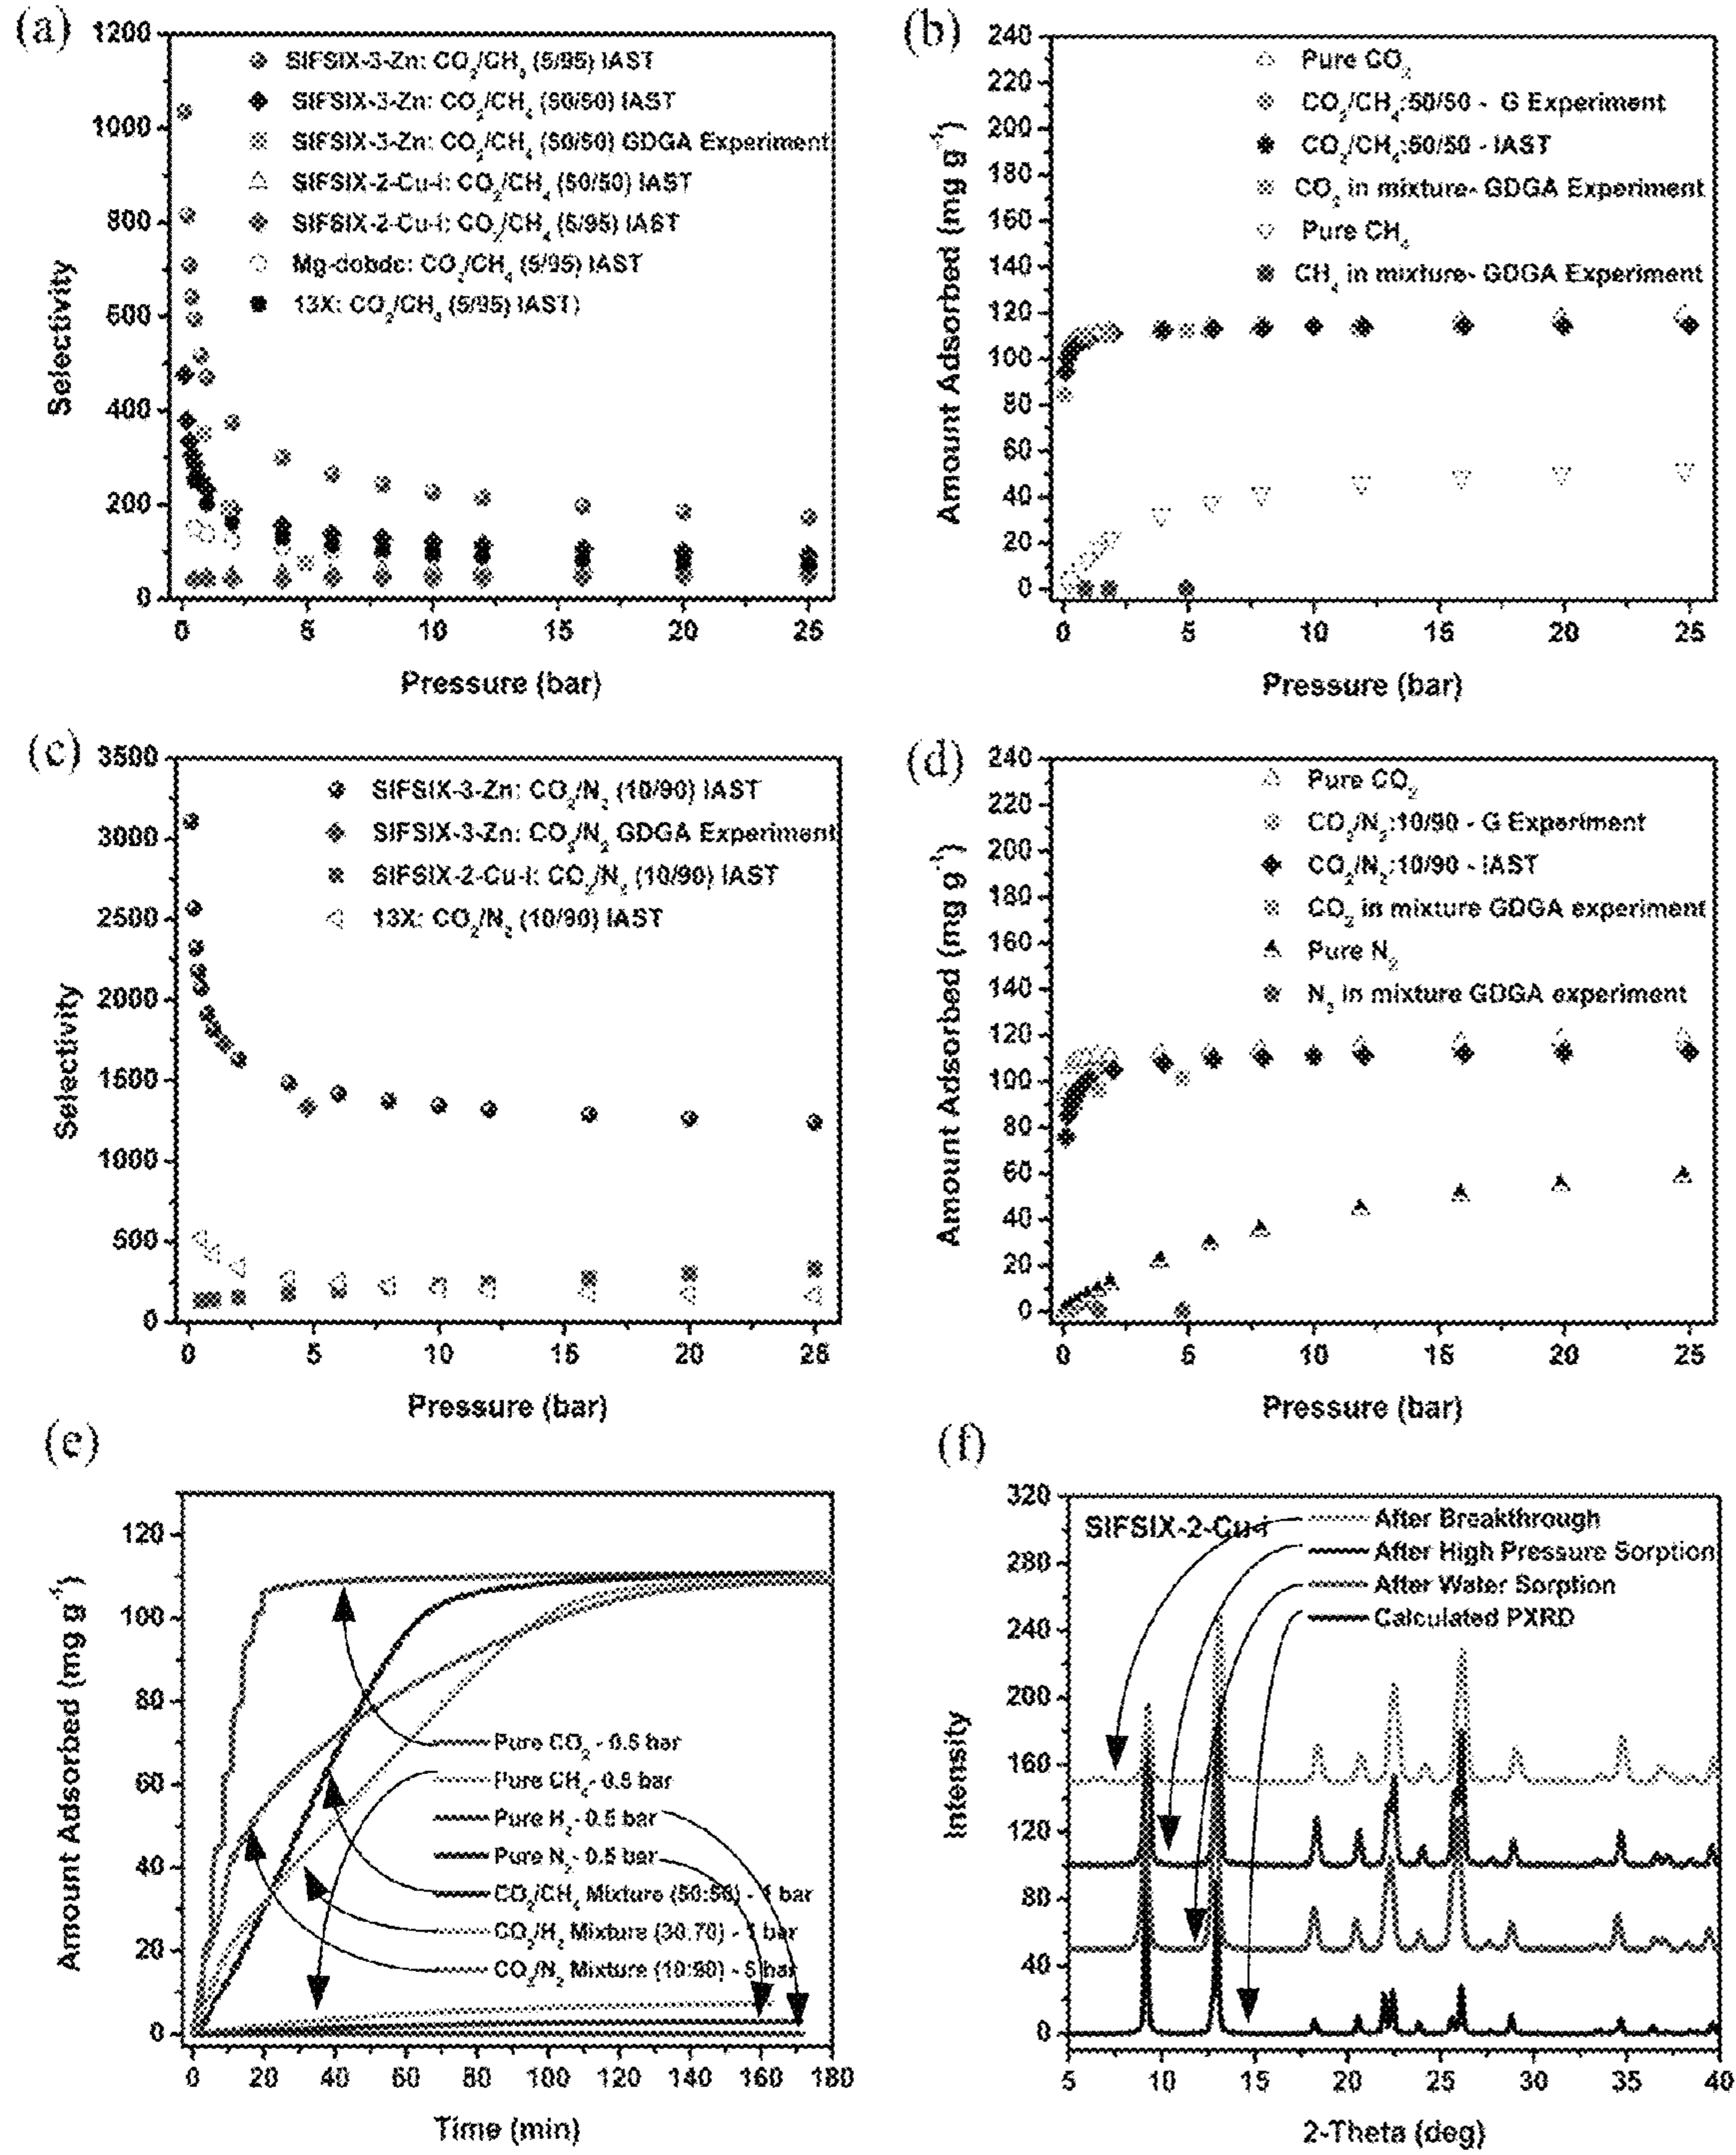 (a)
1200
1000
800
600
400
200
0
SIFSIX-3-Zn: CO2/CH4 (5/95) IAST
SIFSIX-3-Zn: CO2/CH4 (50/50) IAST
SIFSIX-3-Zn: CO2/CH4 (50/50) GDGA Experiment
SIFSIX-2-Cu-i: CO2/CH4 (50/50) IAST
SIFSIX-2-Cu-i: CO2/CH4 (5/95) IAST
Mg-dobdc: CO2/CH4 (5/95) IAST
13X: CO2/CH4 (5/95) IAST)
Selectivity
0 5 10 15 20 25
Pressure (bar)
(b)
240
220
200
180
160
140
120
100
80
60
40
20
0
Pure CO2
CO2/CH4:50/50 - G Experiment
CO2/CH4:50/50 - IAST
CO2 in mixture- GDGA Experiment
Pure CH4
CH4 in mixture- GDGA Experiment
Amount Adsorbed (mg g-1)
0 5 10 15 20 25
Pressure (bar)
(c)
3500
3000
2500
2000
1500
1000
500
0
SIFSIX-3-Zn: CO2/N2 (10/90) IAST
SIFSIX-3-Zn: CO2/N2 GDGA Experiment
SIFSIX-2-Cu-i: CO2/N2 (10/90) IAST
13X: CO2/N2 (10/90) IAST
Selectivity
0 5 10 15 20 25
Pressure (bar)
(d)
240
220
200
180
160
140
120
100
80
60
40
20
0
Pure CO2
CO2/N2:10/90 - G Experiment
CO2/N2:10/90 - IAST
CO2 in mixture GDGA experiment
Pure N2
N2 in mixture GDGA experiment
Amount Adsorbed (mg g-1)
0 5 10 15 20 25
Pressure (bar)
(e)
120
100
80
60
40
20
0
Pure CO2 - 0.5 bar
Pure CH4 - 0.5 bar
Pure H2 - 0.5 bar
Pure N2 - 0.5 bar
CO2/CH4 Mixture (50:50) - 1 bar
CO2/H2 Mixture (30:70) - 1 bar
CO2/N2 Mixture (10:90) - 5 bar
Amount Adsorbed (mg g-1)
0 20 40 60 80 100 120 140 160 180
Time (min)
(f)
320
280
240
200
160
120
80
40
0
SIFSIX-2-Cu-i
After Breakthrough
After High Pressure Sorption
After Water Sorption
Calculated PXRD
Intensity
5 10 15 20 25 30 35 40
2-Theta (deg)